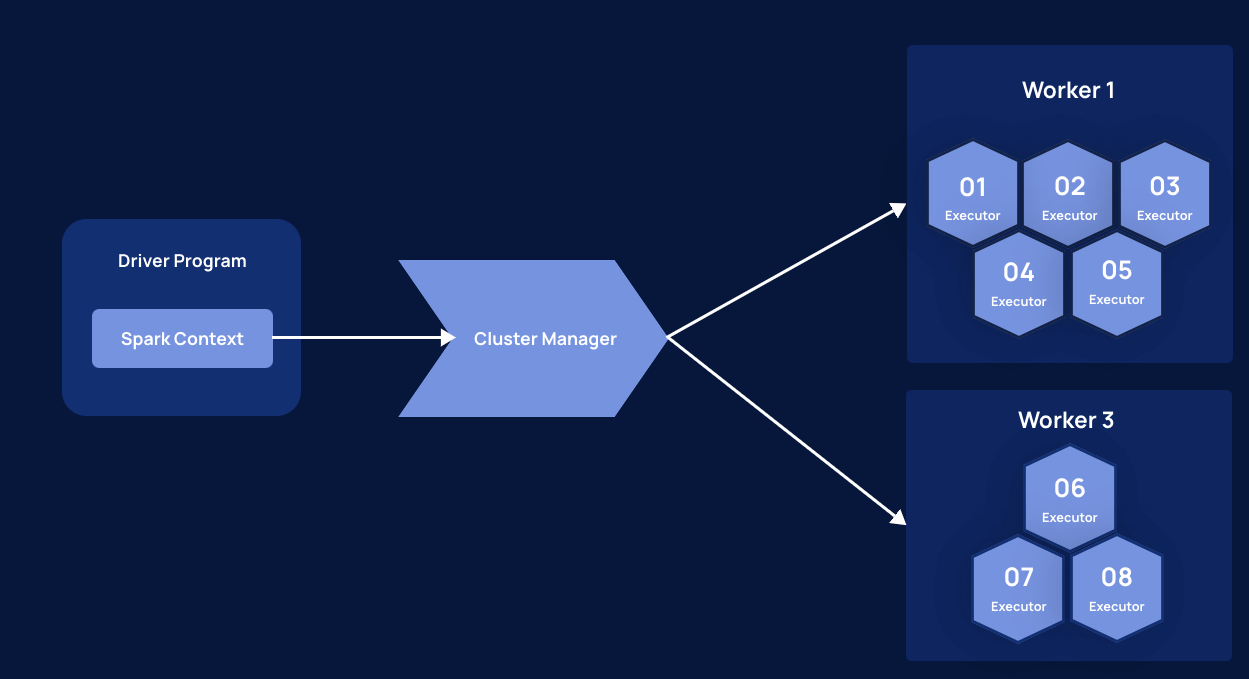 Driver Program
Spark Context
Cluster Manager
Worker 1
01
Executor
02
Executor
03
Executor
04
Executor
05
Executor
Worker 3
06
Executor
07
Executor
08
Executor